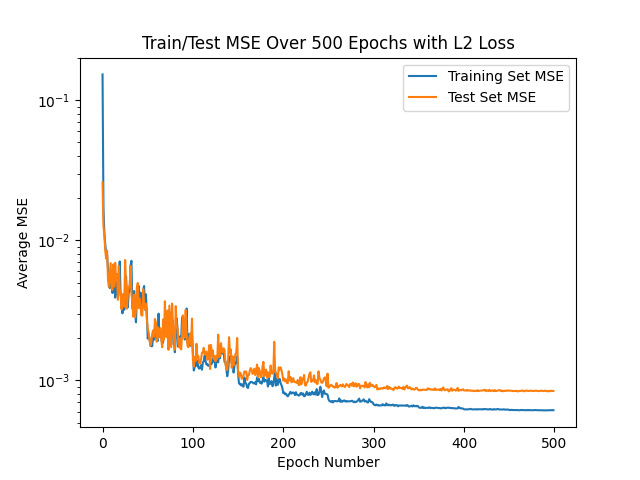 Train/Test MSE Over 500 Epochs with L2 Loss
Training Set MSE
Test Set MSE
Average MSE
10⁻¹
10⁻²
10⁻³
0 100 200 300 400 500
Epoch Number